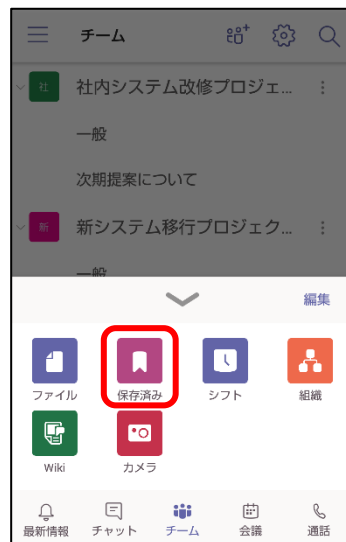 チーム
社 社内システム改修プロジェ...
一般
次期提案について
新 新システム移行プロジェク...
一般
編集
ファイル 保存済み シフト 組織
Wiki カメラ
最新情報 チャット チーム 会議 通話